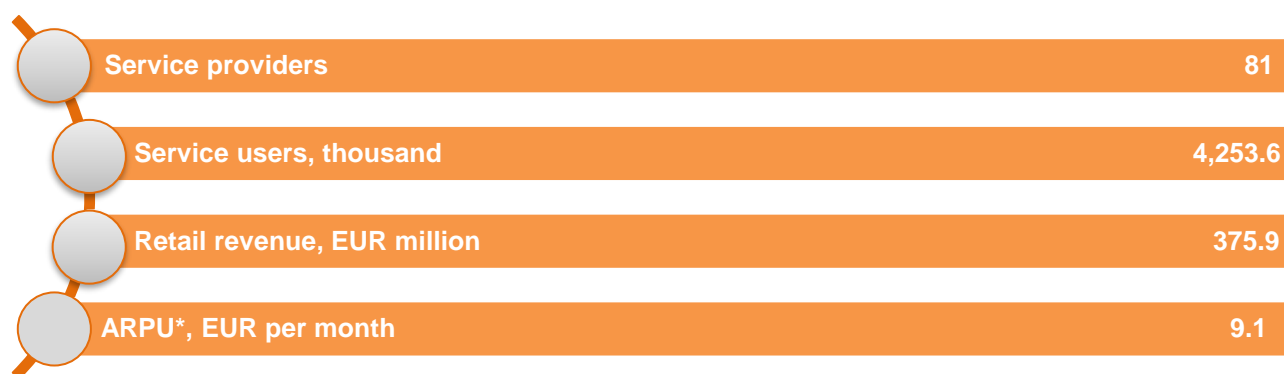 Service providers 81
Service users, thousand 4,253.6
Retail revenue, EUR million 375.9
ARPU*, EUR per month 9.1